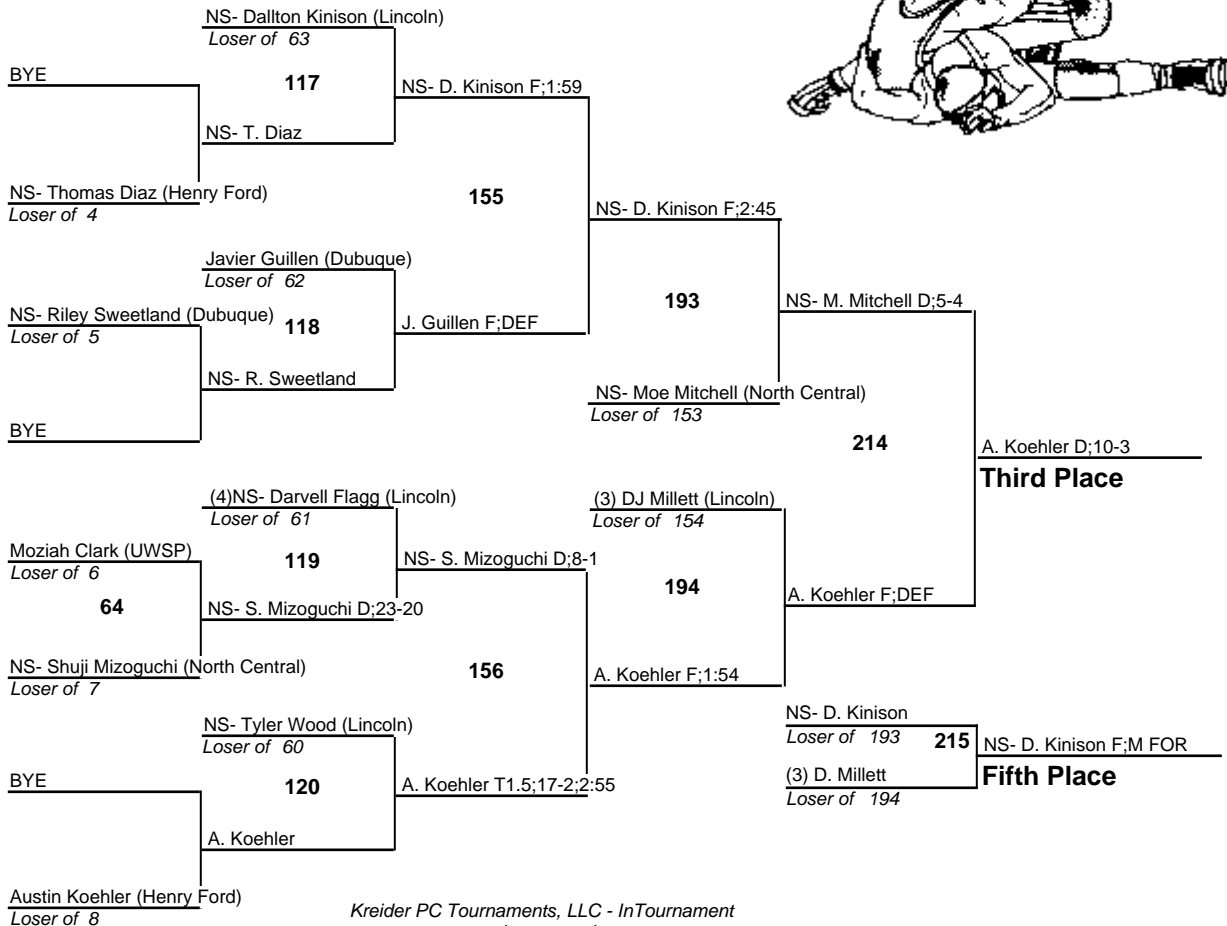 NS- Dallton Kinison (Lincoln)
Loser of 63
BYE
117
NS- D. Kinison F;1:59
NS- T. Diaz
NS- Thomas Diaz (Henry Ford)
Loser of 4
155
NS- D. Kinison F;2:45
Javier Guillen (Dubuque)
Loser of 62
NS- Riley Sweetland (Dubuque)
Loser of 5
118
J. Guillen F;DEF
193
NS- M. Mitchell D;5-4
NS- R. Sweetland
NS- Moe Mitchell (North Central)
Loser of 153
BYE
214
A. Koehler D;10-3
Third Place
(4)NS- Darvell Flagg (Lincoln)
Loser of 61
(3) DJ Millett (Lincoln)
Loser of 154
Moziah Clark (UWSP)
Loser of 6
119
NS- S. Mizoguchi D;8-1
64
NS- S. Mizoguchi D;23-20
194
A. Koehler F;DEF
NS- Shuji Mizoguchi (North Central)
Loser of 7
156
A. Koehler F;1:54
NS- Tyler Wood (Lincoln)
Loser of 60
NS- D. Kinison
Loser of 193
215
NS- D. Kinison F;M FOR
Fifth Place
BYE
120
A. Koehler T1.5;17-2;2:55
(3) D. Millett
Loser of 194
A. Koehler
Austin Koehler (Henry Ford)
Loser of 8
Kreider PC Tournaments, LLC - InTournament